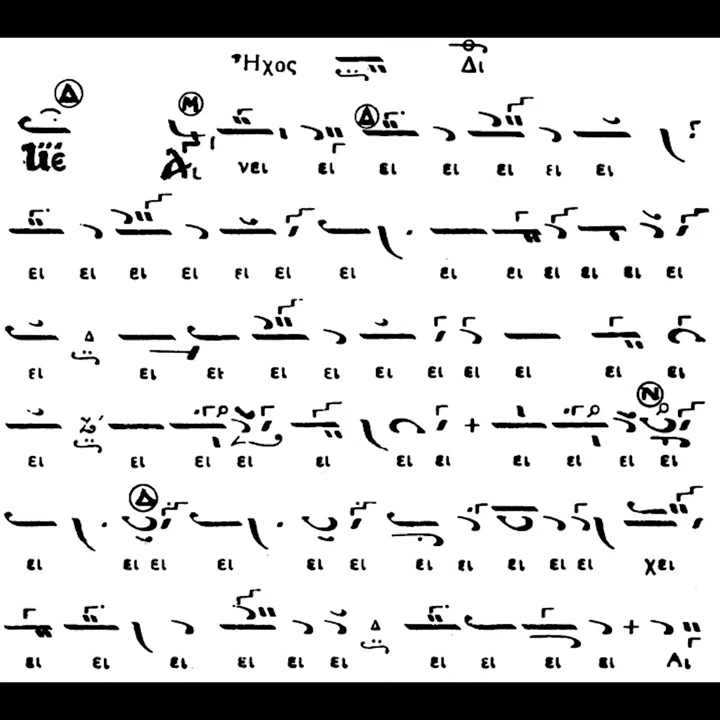 Ἦχος Δι
Δ Μ Δ
νει ει ει ει ει ει ει
ει ει ει ει ει ει ει ει ει ει ει ει ει
ει Δ ει ει ει ει ει ει ει ει ει ει
Ν
ει ζ´ ει ει ει ει ει ει ει ει ει ει
Δ
ει ει ει ει ει ει ει ει ει ει ει χει
ει ει ει ει ει ει Δ ει ει ει ει Αι